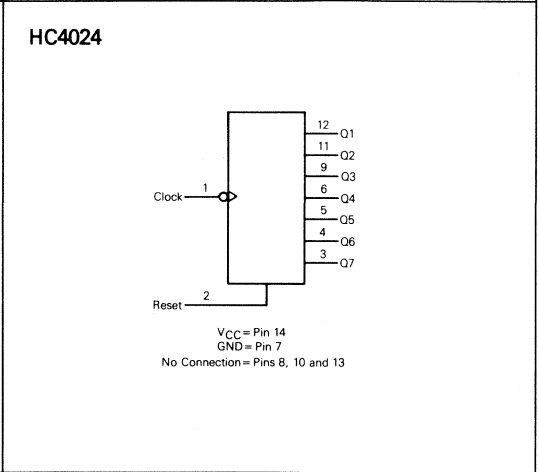 HC4024
12 Q1
11 Q2
9 Q3
Clock 1
6 Q4
5 Q5
4 Q6
3 Q7
Reset 2
VCC = Pin 14
GND = Pin 7
No Connection = Pins 8, 10 and 13